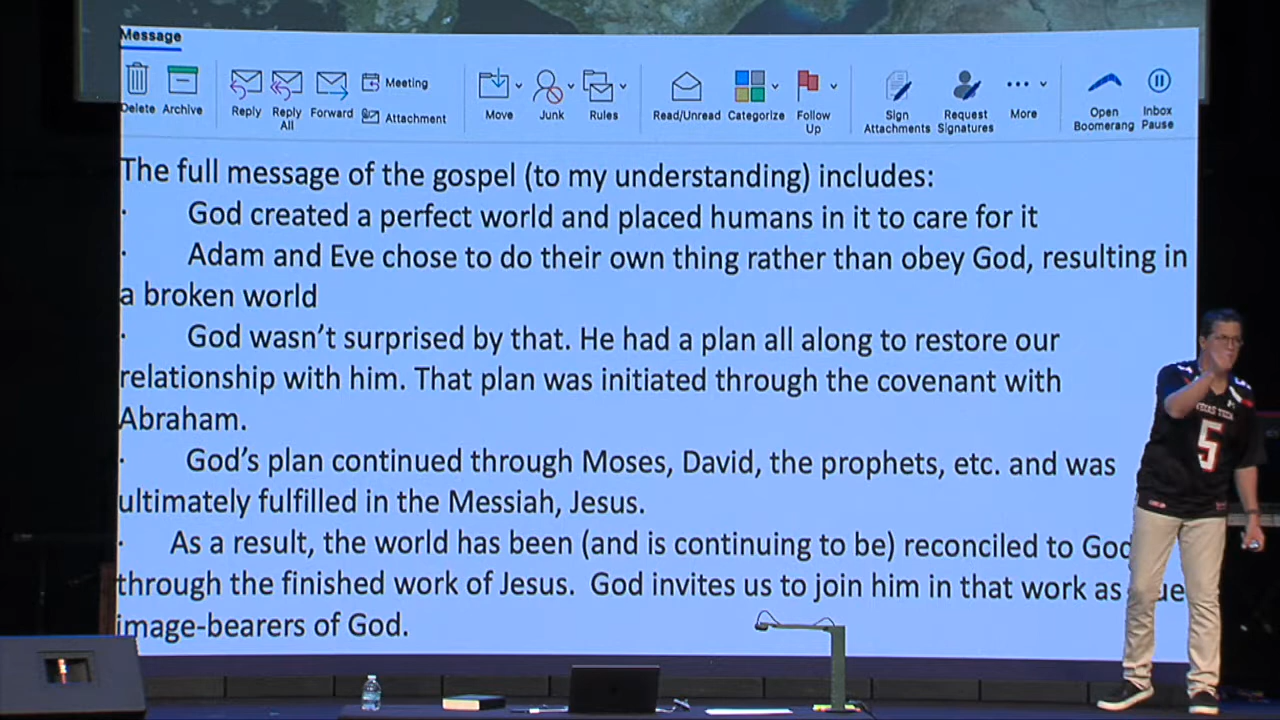 Message
Delete Archive Reply Reply All Forward Meeting Attachment Move Junk Rules Read/Unread Categorize Follow Up Sign Attachments Request Signatures More Open Boomerang Inbox Pause
The full message of the gospel (to my understanding) includes:
· God created a perfect world and placed humans in it to care for it
· Adam and Eve chose to do their own thing rather than obey God, resulting in
a broken world
· God wasn't surprised by that. He had a plan all along to restore our
relationship with him. That plan was initiated through the covenant with
Abraham.
· God's plan continued through Moses, David, the prophets, etc. and was
ultimately fulfilled in the Messiah, Jesus.
· As a result, the world has been (and is continuing to be) reconciled to God
through the finished work of Jesus. God invites us to join him in that work as
image-bearers of God.
TEXAS TECH
5